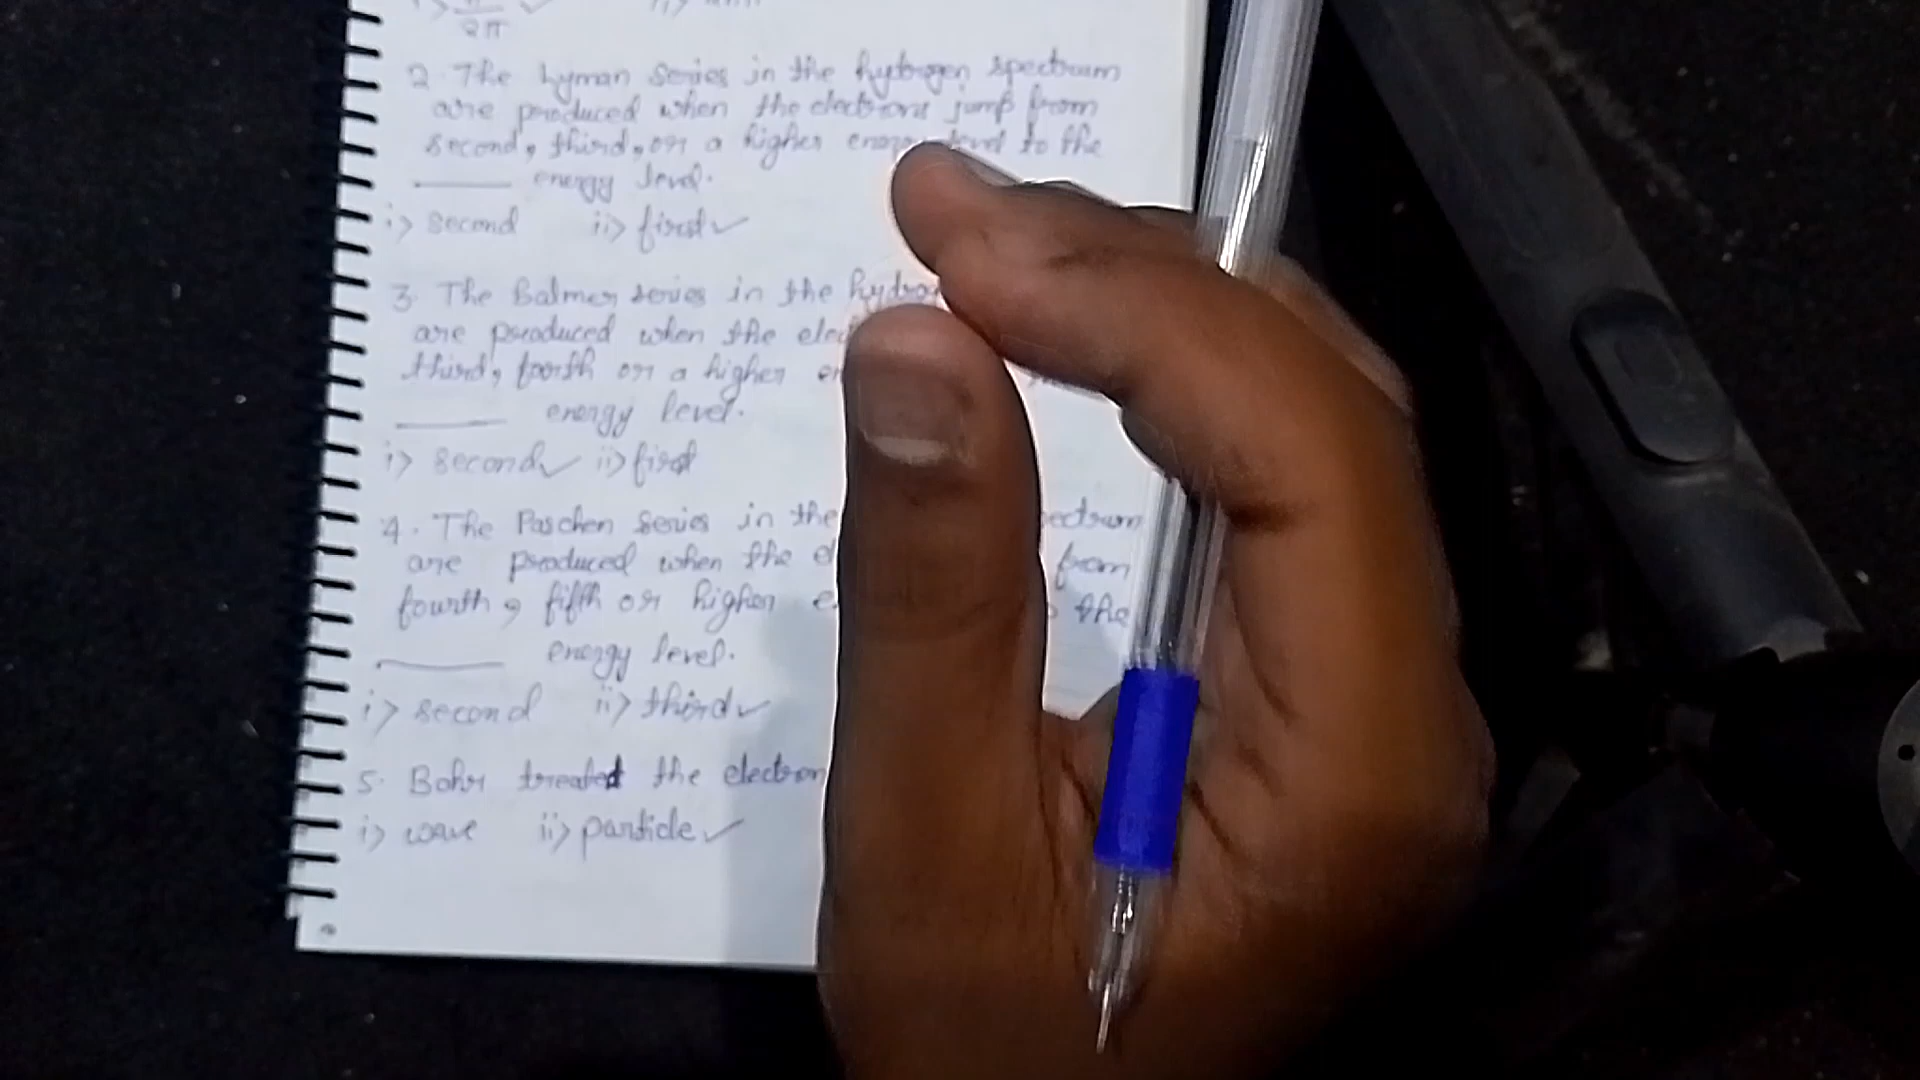 2π
2. The Lyman Series in the hydrogen spectrum
are produced when the electrons jump from
second, third, or a higher energy level to the
_____ energy level.
i> second ii> first ✓
3. The Balmer series in the
are produced when the
third, fourth or a higher
_____ energy level.
i> second ✓ ii> first
4. The Paschen Series in the
are produced when the from
fourth, fifth or higher the
_____ energy level.
i> second ii> third ✓
5. Bohr treated the electron
i> wave ii> particle ✓